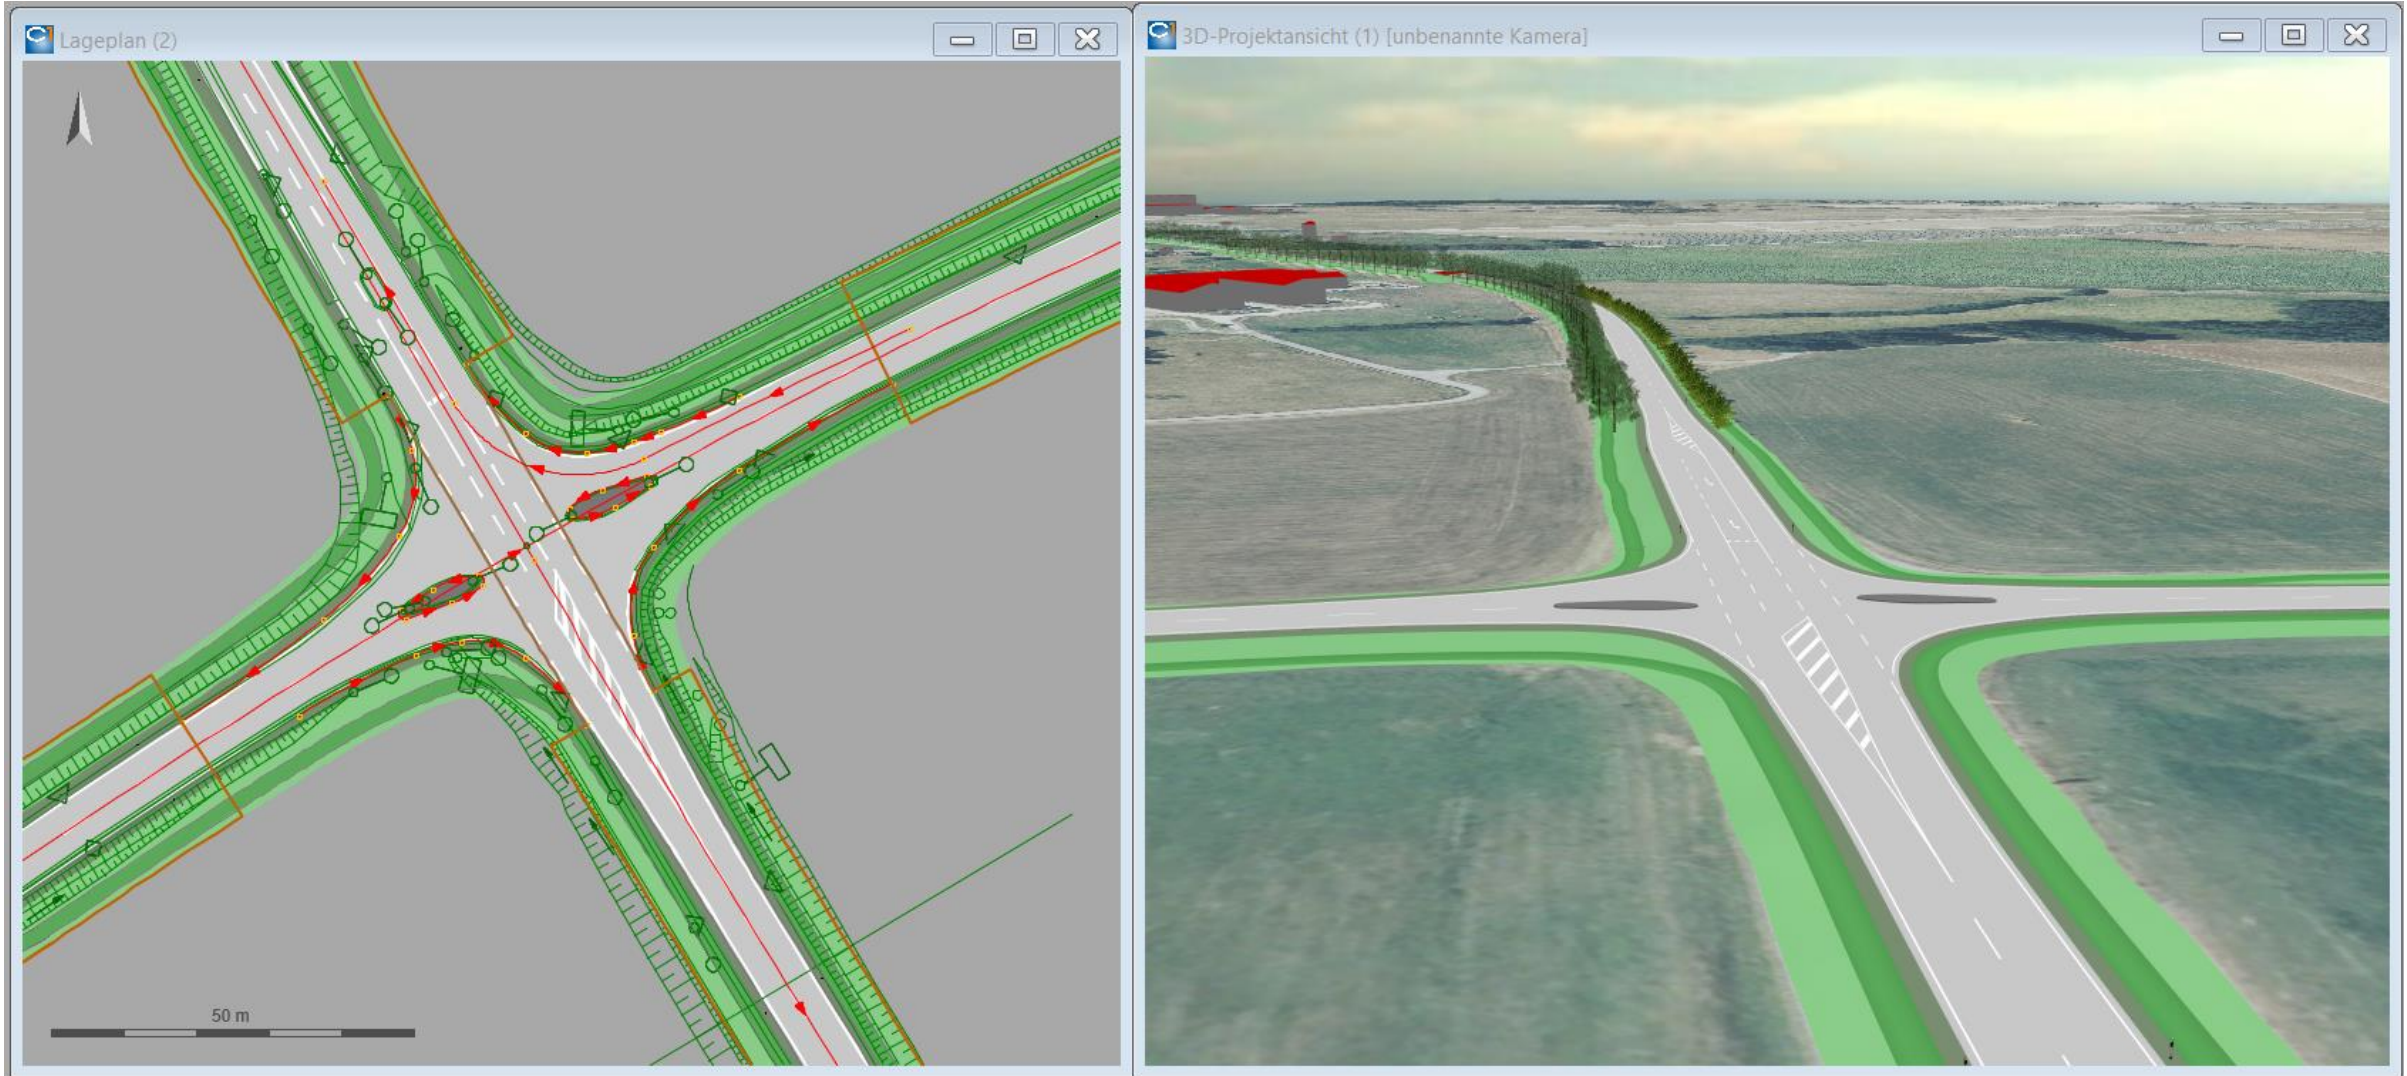 Lageplan (2)
3D-Projektansicht (1) [unbenannte Kamera]
50 m